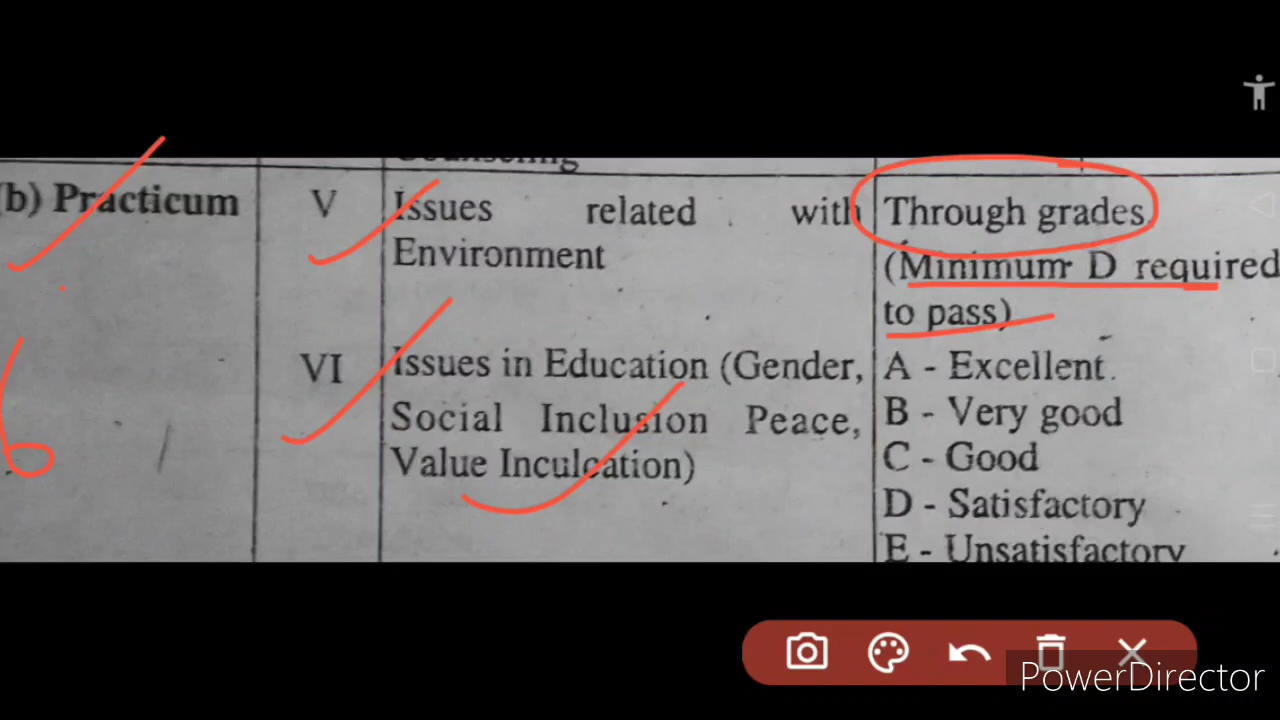 Counseling
(b) Practicum V Issues related with Through grades
Environment (Minimum D required
to pass)
VI Issues in Education (Gender, A - Excellent.
Social Inclusion Peace, B - Very good
Value Inculcation) C - Good
D - Satisfactory
E - Unsatisfactory
PowerDirector